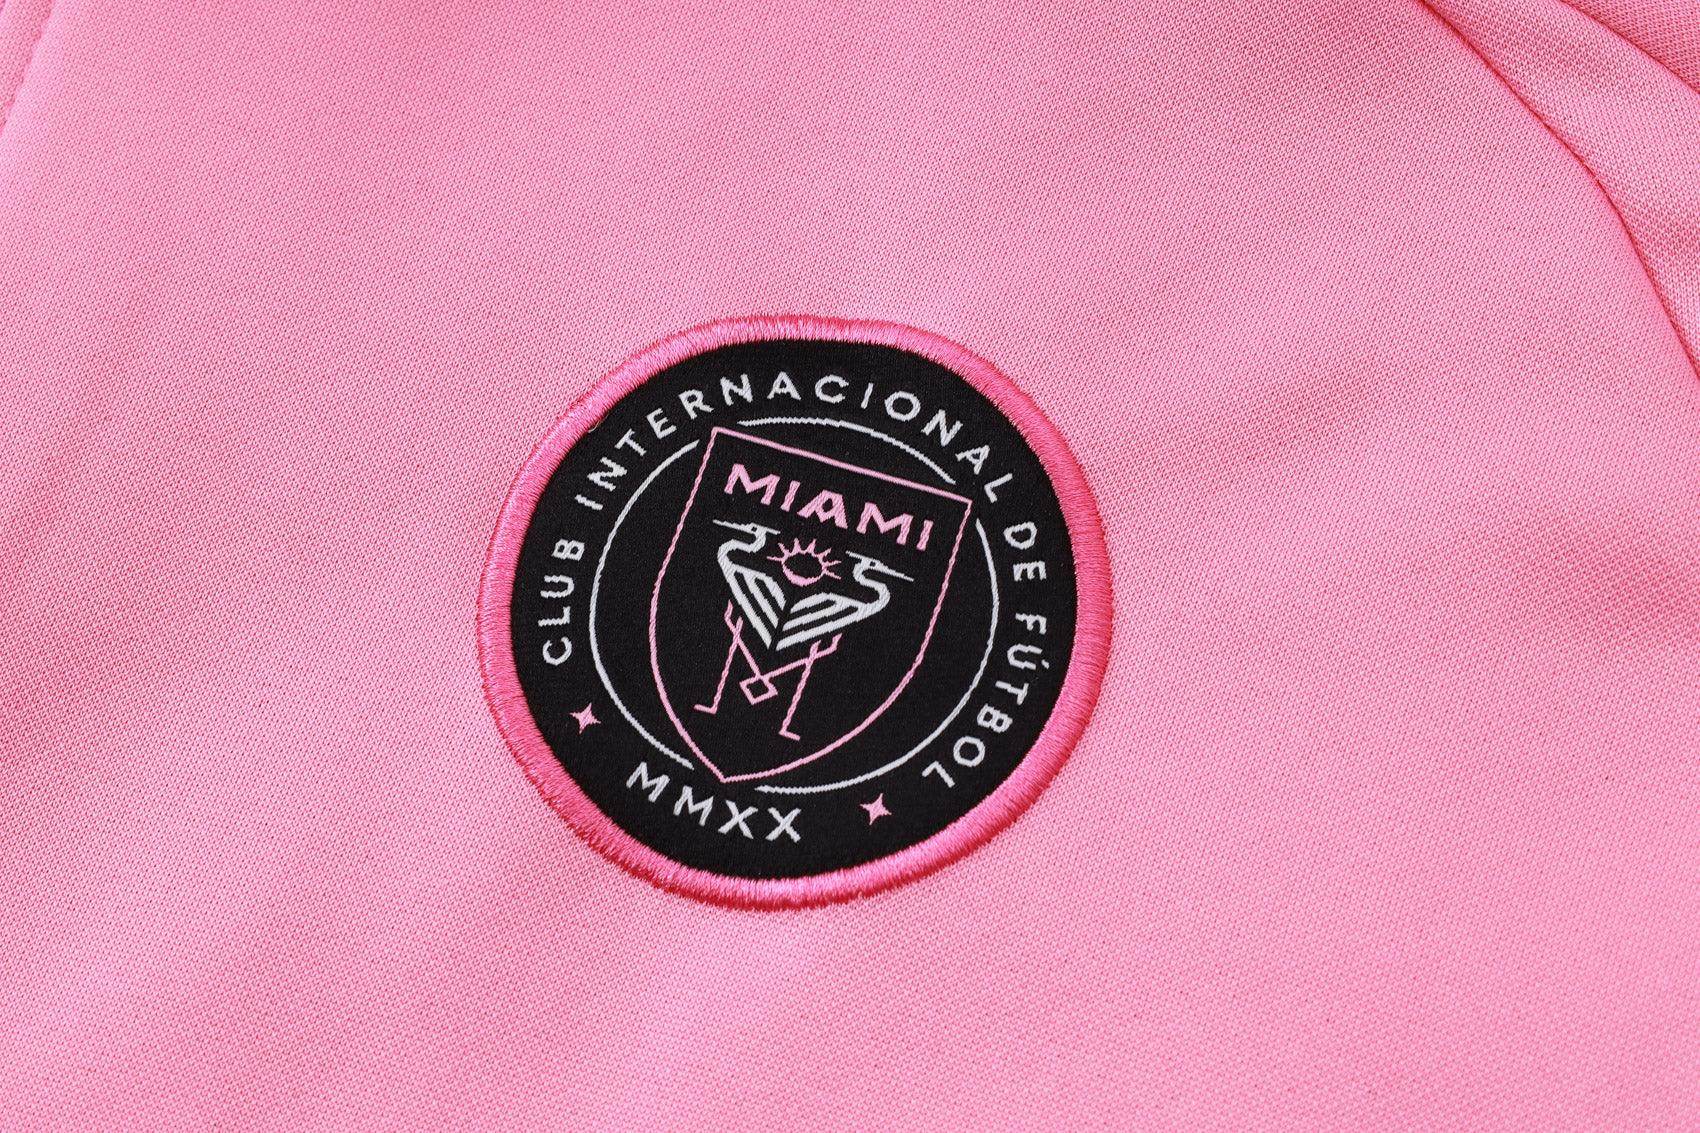 CLUB INTERNACIONAL DE FÚTBOL
MIAMI
MMXX